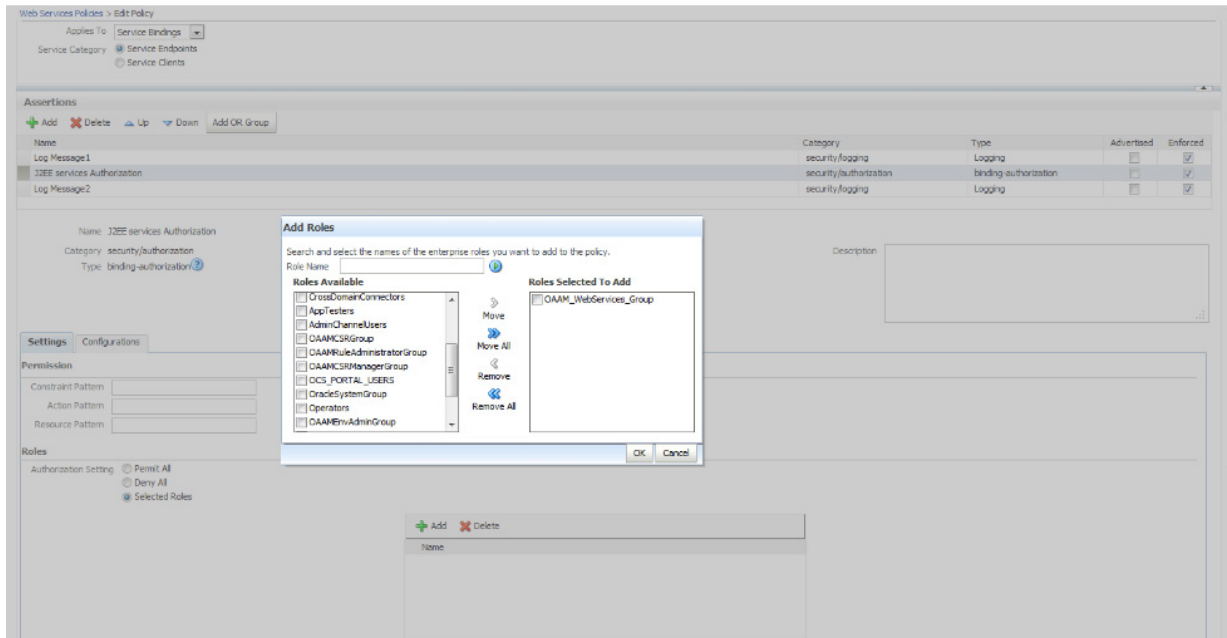 Web Services Policies > Edit Policy
Applies To Service Bindings
Service Category Service Endpoints
Service Clients
Assertions
Add Delete Up Down Add OR Group
Name Category Type Advertised Enforced
Log Message1 security/logging Logging
J2EE services Authorization security/authorization binding-authorization
Log Message2 security/logging Logging
Name J2EE services Authorization
Category security/authorization
Type binding-authorization
Description
Add Roles
Search and select the names of the enterprise roles you want to add to the policy.
Role Name
Roles Available
CrossDomainConnectors
AppTesters
AdminChannelUsers
OAAMCSRGroup
OAAMRuleAdministratorGroup
OAAMCSRManagerGroup
OCS_PORTAL_USERS
OracleSystemGroup
Operators
OAAMEnvAdminGroup
Move
Move All
Remove
Remove All
Roles Selected To Add
OAAM_WebServices_Group
OK Cancel
Settings Configurations
Permission
Constraint Pattern
Action Pattern
Resource Pattern
Roles
Authorization Setting Permit All
Deny All
Selected Roles
Add Delete
Name